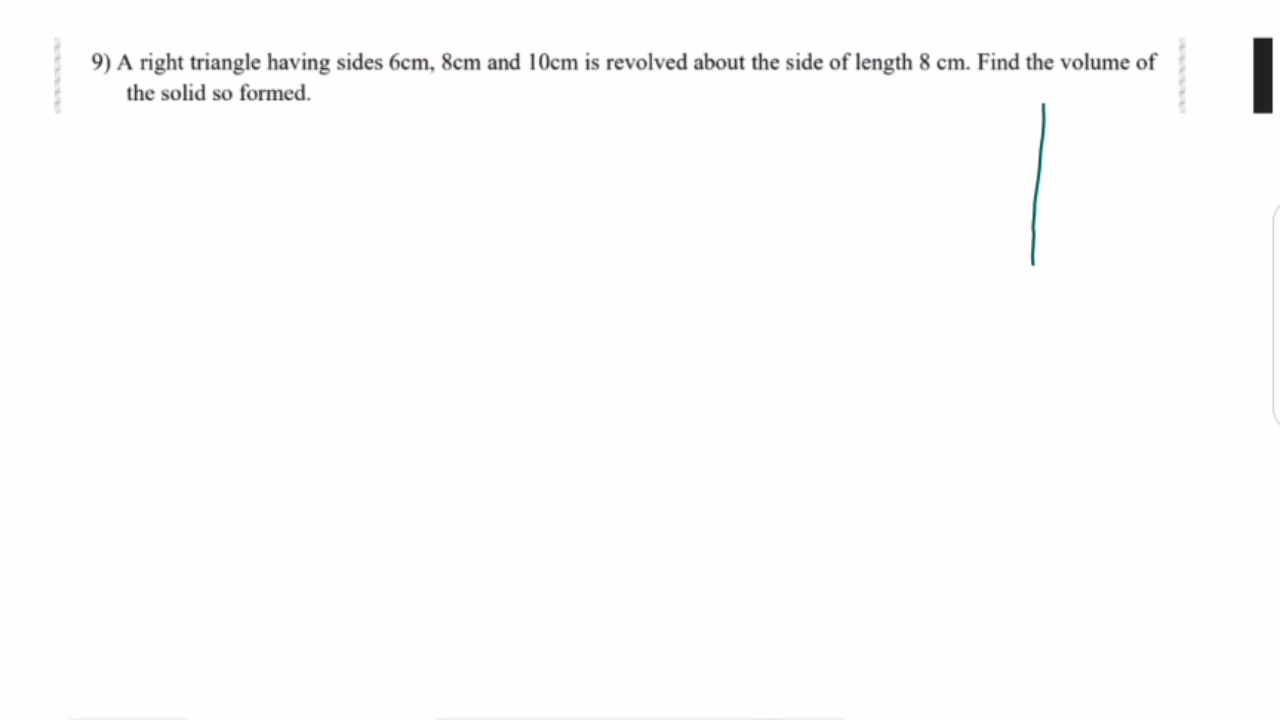 9) A right triangle having sides 6cm, 8cm and 10cm is revolved about the side of length 8 cm. Find the volume of
the solid so formed.